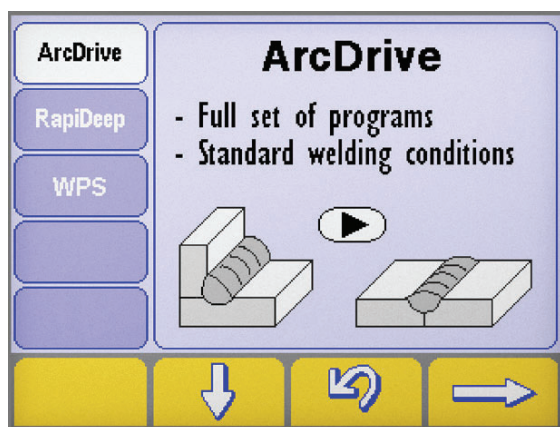 ArcDrive
RapiDeep
WPS
ArcDrive
- Full set of programs
- Standard welding conditions